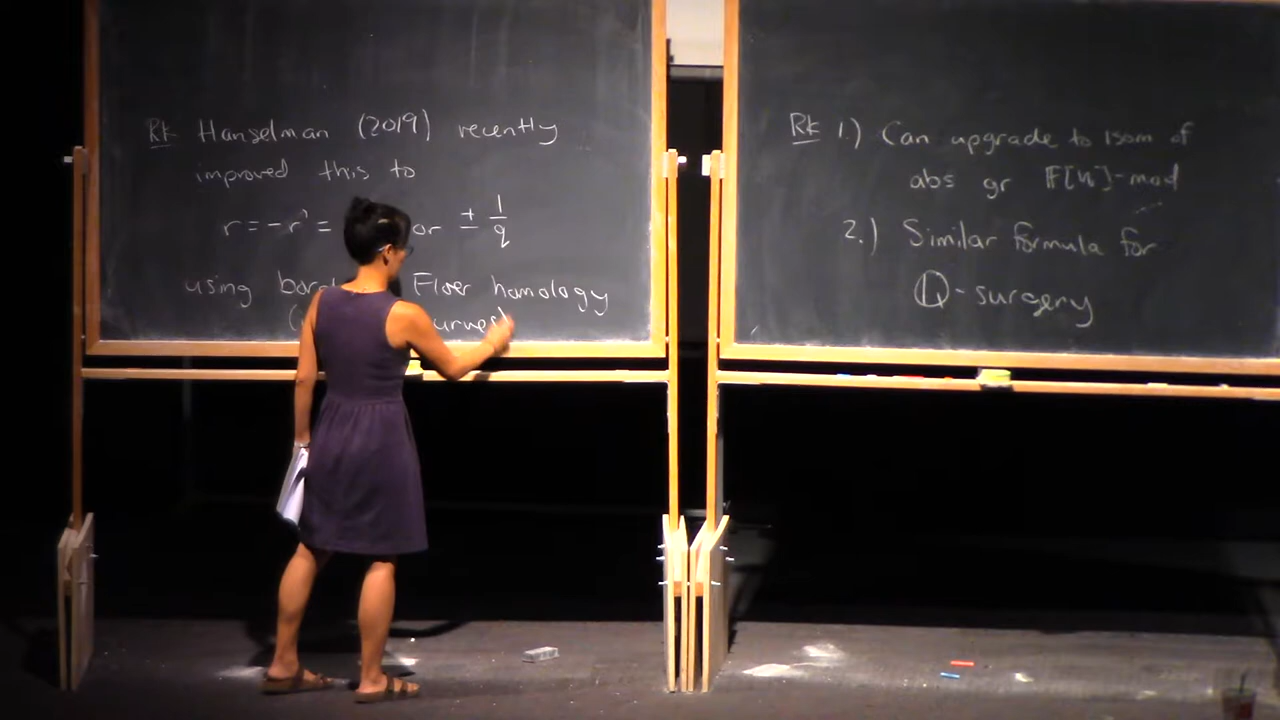 Rk Hanselman (2019) recently
improved this to
r = -r' = or ± 1/q
using Floer homology
(
Rk 1.) Can upgrade to isom of
abs gr 𝔽[U]-mod
2.) Similar formula for
ℚ-surgery